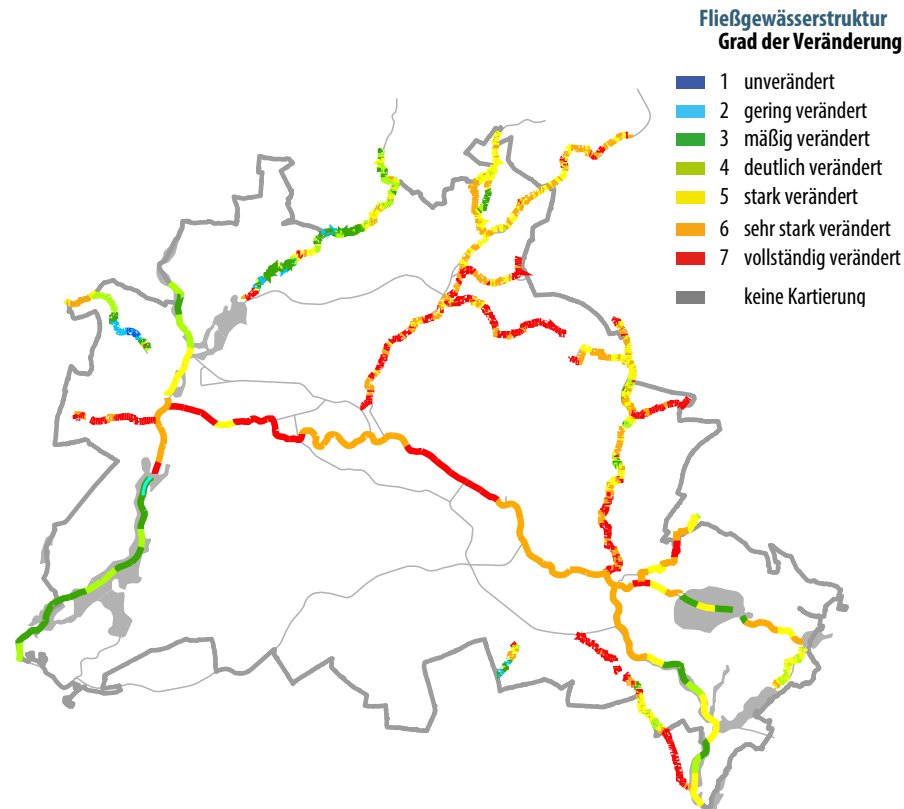 Fließgewässerstruktur
Grad der Veränderung
1 unverändert
2 gering verändert
3 mäßig verändert
4 deutlich verändert
5 stark verändert
6 sehr stark verändert
7 vollständig verändert
keine Kartierung